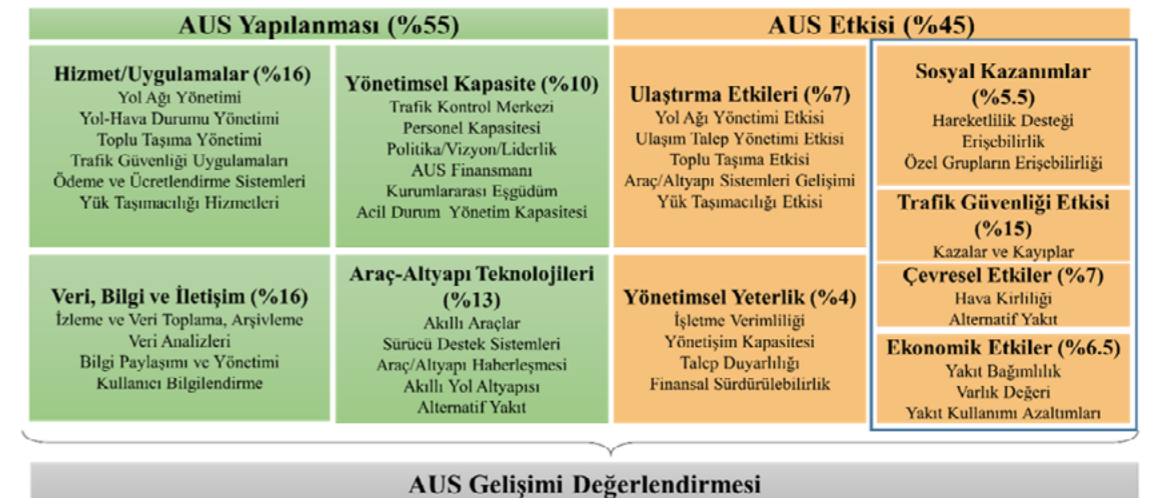 AUS Yapılanması (%55)
AUS Etkisi (%45)
Hizmet/Uygulamalar (%16)
Yol Ağı Yönetimi
Yol-Hava Durumu Yönetimi
Toplu Taşıma Yönetimi
Trafik Güvenliği Uygulamaları
Ödeme ve Ücretlendirme Sistemleri
Yük Taşımacılığı Hizmetleri
Yönetimsel Kapasite (%10)
Trafik Kontrol Merkezi
Personel Kapasitesi
Politika/Vizyon/Liderlik
AUS Finansmanı
Kurumlararası Eşgüdüm
Acil Durum Yönetim Kapasitesi
Ulaştırma Etkileri (%7)
Yol Ağı Yönetimi Etkisi
Ulaşım Talep Yönetimi Etkisi
Toplu Taşıma Etkisi
Araç/Altyapı Sistemleri Gelişimi
Yük Taşımacılığı Etkisi
Sosyal Kazanımlar
(%5.5)
Hareketlilik Desteği
Erişebilirlik
Özel Grupların Erişebilirliği
Trafik Güvenliği Etkisi
(%15)
Kazalar ve Kayıplar
Çevresel Etkiler (%7)
Hava Kirliliği
Alternatif Yakıt
Veri, Bilgi ve İletişim (%16)
İzleme ve Veri Toplama, Arşivleme
Veri Analizleri
Bilgi Paylaşımı ve Yönetimi
Kullanıcı Bilgilendirme
Araç-Altyapı Teknolojileri
(%13)
Akıllı Araçlar
Sürücü Destek Sistemleri
Araç/Altyapı Haberleşmesi
Akıllı Yol Altyapısı
Alternatif Yakıt
Yönetimsel Yeterlik (%4)
İşletme Verimliliği
Yönetişim Kapasitesi
Talep Duyarlılığı
Finansal Sürdürülebilirlik
Ekonomik Etkiler (%6.5)
Yakıt Bağımlılık
Varlık Değeri
Yakıt Kullanımı Azaltımları
AUS Gelişimi Değerlendirmesi